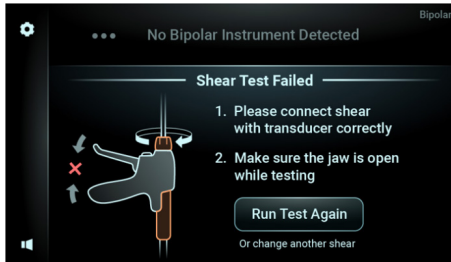 Bipolar
No Bipolar Instrument Detected
Shear Test Failed
1. Please connect shear
with transducer correctly
2. Make sure the jaw is open
while testing
Run Test Again
Or change another shear